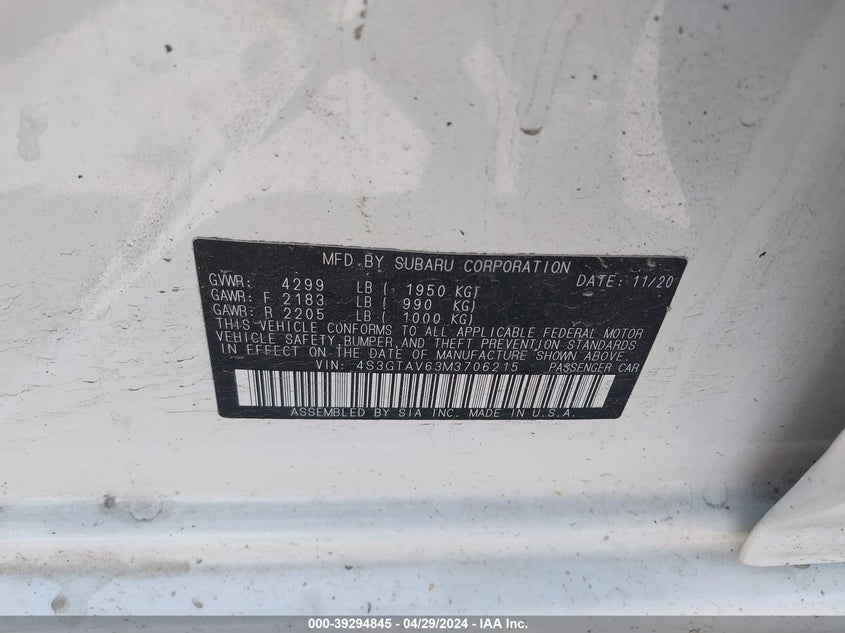 MFD.BY SUBARU CORPORATION DATE: 11/20
GVWR: 4299 LB ( 1950 KG)
GAWR: F 2183 LB ( 990 KG)
GAWR: R 2205 LB ( 1000 KG)
THIS VEHICLE CONFORMS TO ALL APPLICABLE FEDERAL MOTOR
VEHICLE SAFETY, BUMPER, AND THEFT PREVENTION STANDARDS
IN EFFECT ON THE DATE OF MANUFACTURE SHOWN ABOVE.
VIN: 4S3GTAV63M3706215 PASSENGER CAR
ASSEMBLED BY SIA INC. MADE IN U.S.A.
000-39294845 - 04/29/2024 - IAA Inc.